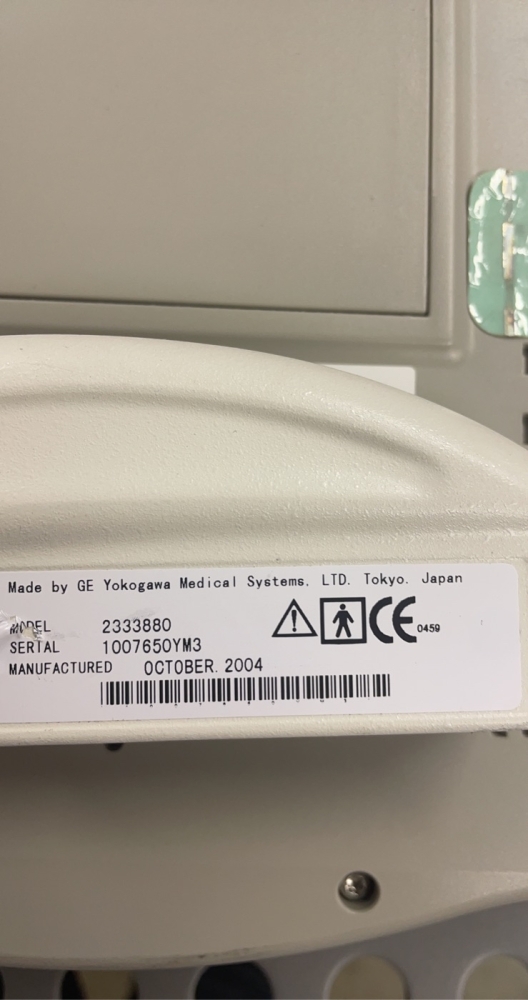 Made by GE Yokogawa Medical Systems. LTD. Tokyo. Japan
MODEL 2333880
SERIAL 1007650YM3
MANUFACTURED OCTOBER. 2004
CE 0459